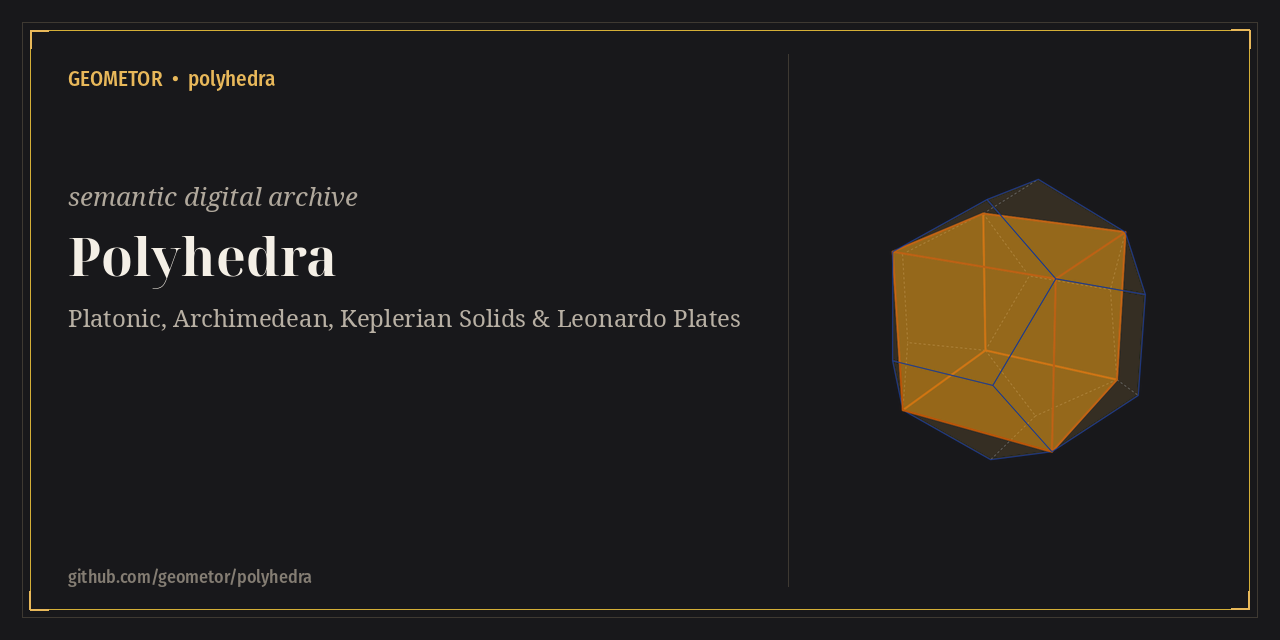 GEOMETOR • polyhedra
semantic digital archive
Polyhedra
Platonic, Archimedean, Keplerian Solids & Leonardo Plates
github.com/geometor/polyhedra